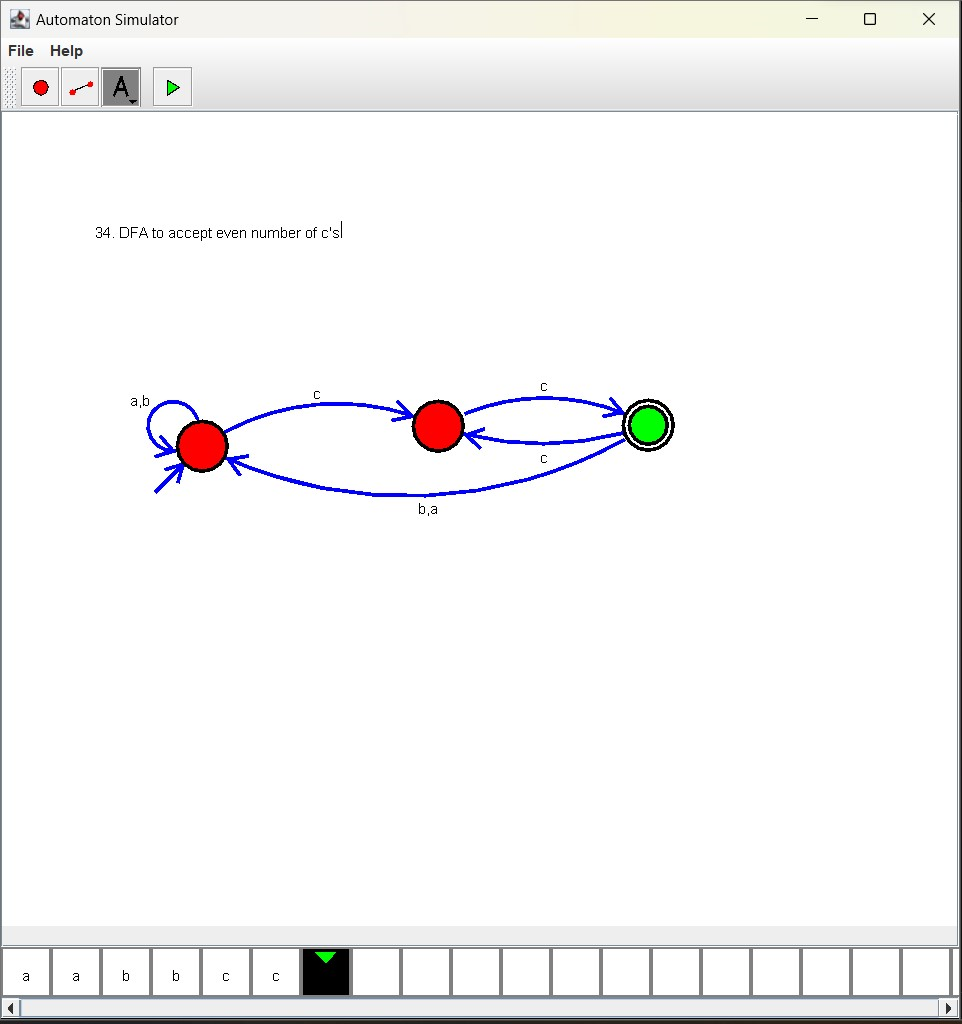 Automaton Simulator
File Help
A
34. DFA to accept even number of c's
c
c
a,b
c
b,a
a a b b c c